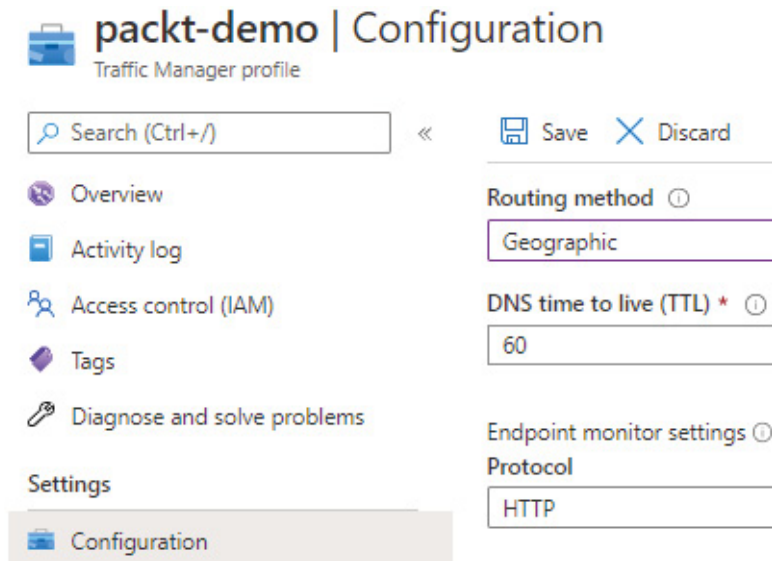 packt-demo | Configuration
Traffic Manager profile
Search (Ctrl+/)
Overview
Activity log
Access control (IAM)
Tags
Diagnose and solve problems
Settings
Configuration
Save
Discard
Routing method
Geographic
DNS time to live (TTL) *
60
Endpoint monitor settings
Protocol
HTTP